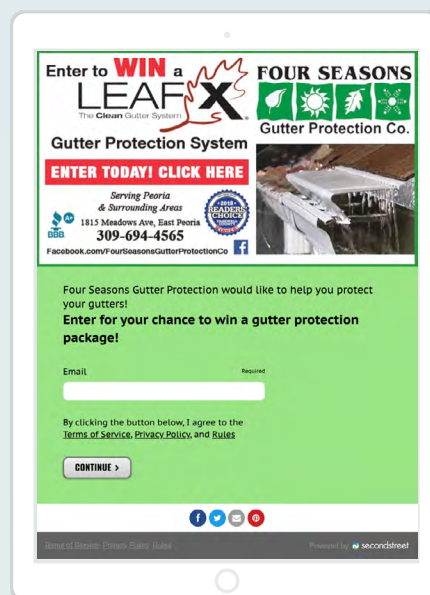 Enter to WIN a
LEAFX
The Clean Gutter System
Gutter Protection System
ENTER TODAY! CLICK HERE
Serving Peoria
& Surrounding Areas
1815 Meadows Ave, East Peoria
309-694-4565
Facebook.com/FourSeasonsGutterProtectionCo
BBB
A+
2018
READERS
CHOICE
FOUR SEASONS
Gutter Protection Co.
Four Seasons Gutter Protection would like to help you protect
your gutters!
Enter for your chance to win a gutter protection
package!
Email
Required
By clicking the button below, I agree to the
Terms of Service, Privacy Policy, and Rules
CONTINUE >
Terms of Service Privacy Policy Rules
Powered by secondstreet